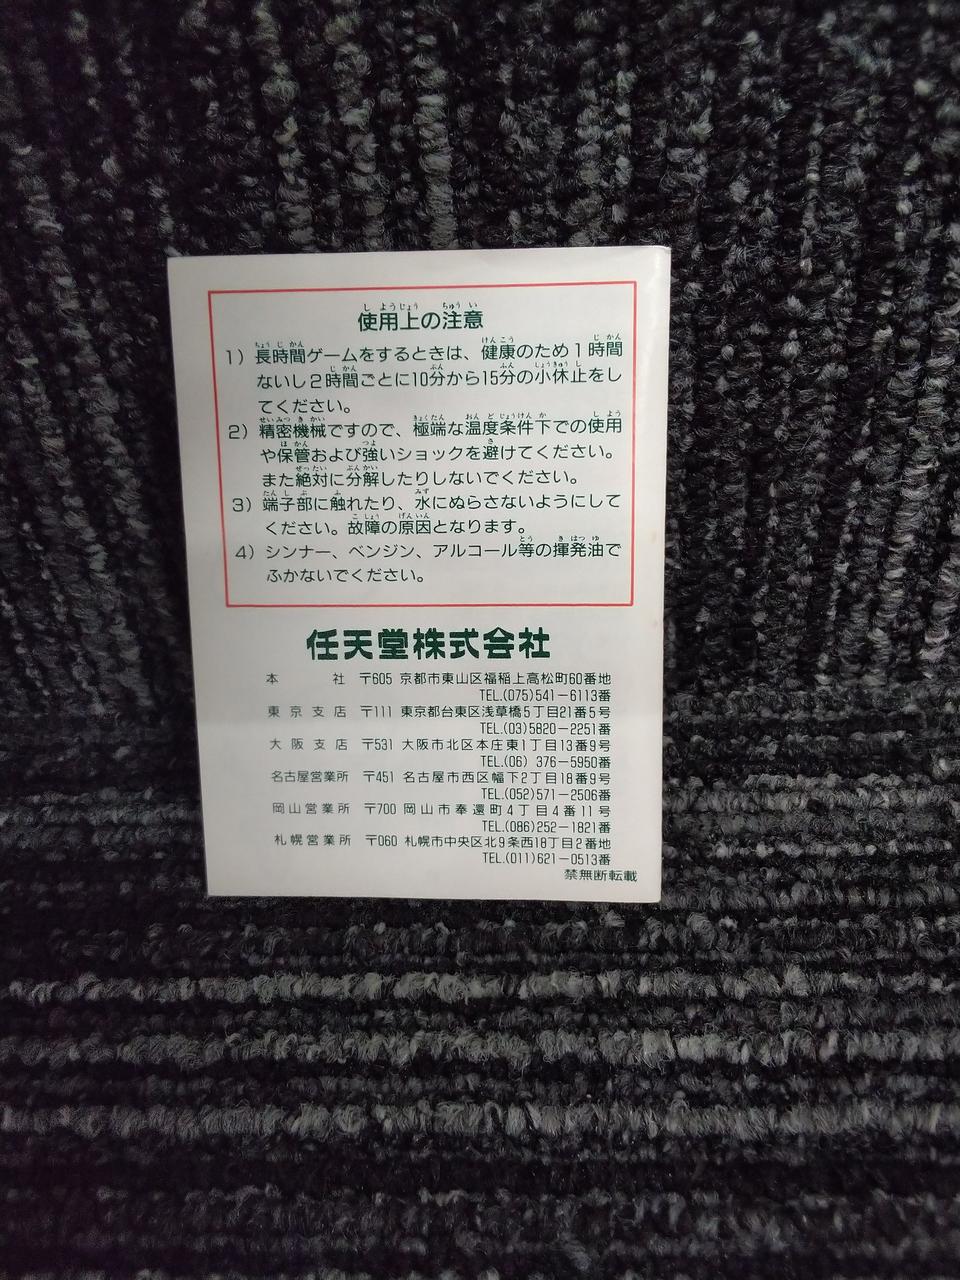 使用上の注意
1）長時間ゲームをするときは、健康のため1時間
ないし2時間ごとに10分から15分の小休止をし
てください。
2）精密機械ですので、極端な温度条件下での使用
や保管および強いショックを避けてください。
また絶対に分解したりしないでください。
3）端子部に触れたり、水にぬらさないようにして
ください。故障の原因となります。
4）シンナー、ベンジン、アルコール等の揮発油で
ふかないでください。
任天堂株式会社
本社 〒605 京都市東山区福稲上高松町60番地
TEL.(075)541－6113番
東京支店 〒111 東京都台東区浅草橋5丁目21番5号
TEL.(03)5820－2251番
大阪支店 〒531 大阪市北区本庄東1丁目13番9号
TEL.(06) 376－5950番
名古屋営業所 〒451 名古屋市西区幅下2丁目18番9号
TEL.(052)571－2506番
岡山営業所 〒700 岡山市奉還町4丁目4番11号
TEL.(086)252－1821番
札幌営業所 〒060 札幌市中央区北9条西18丁目2番地
TEL.(011)621－0513番
禁無断転載